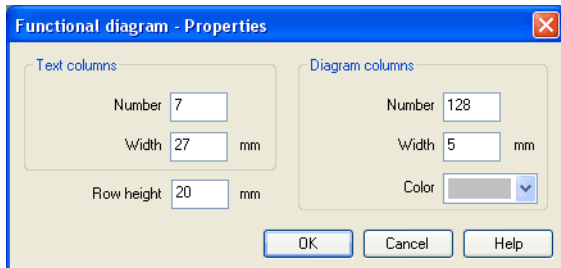 Functional diagram - Properties
Text columns
Number 7
Width 27 mm
Row height 20 mm
Diagram columns
Number 128
Width 5 mm
Color
OK Cancel Help